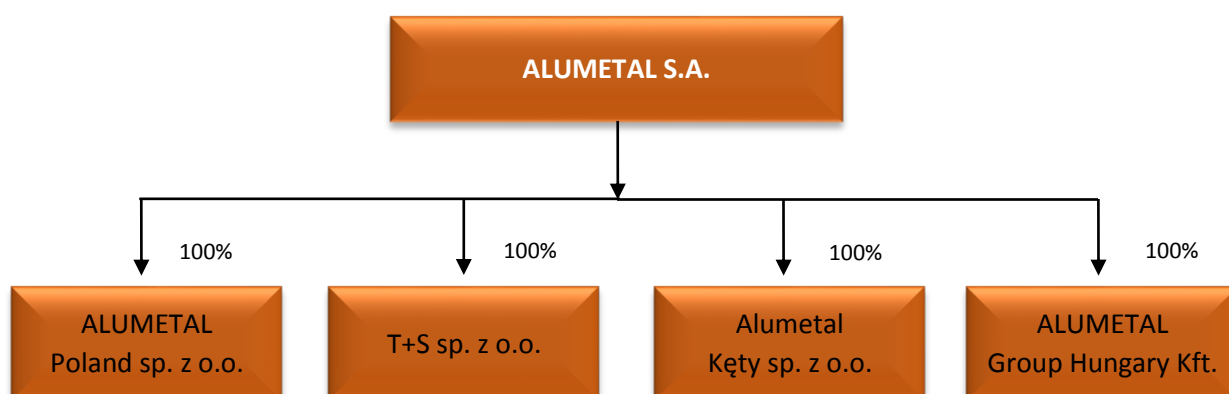 ALUMETAL S.A.
100%
100%
100%
100%
ALUMETAL
Poland sp. z o.o.
T+S sp. z o.o.
Alumetal
Kęty sp. z o.o.
ALUMETAL
Group Hungary Kft.